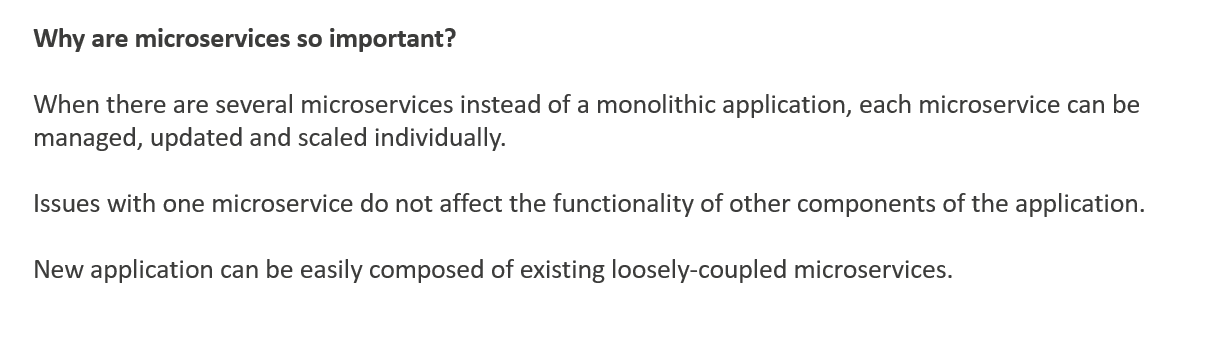 Why are microservices so important?
When there are several microservices instead of a monolithic application, each microservice can be
managed, updated and scaled individually.
Issues with one microservice do not affect the functionality of other components of the application.
New application can be easily composed of existing loosely-coupled microservices.